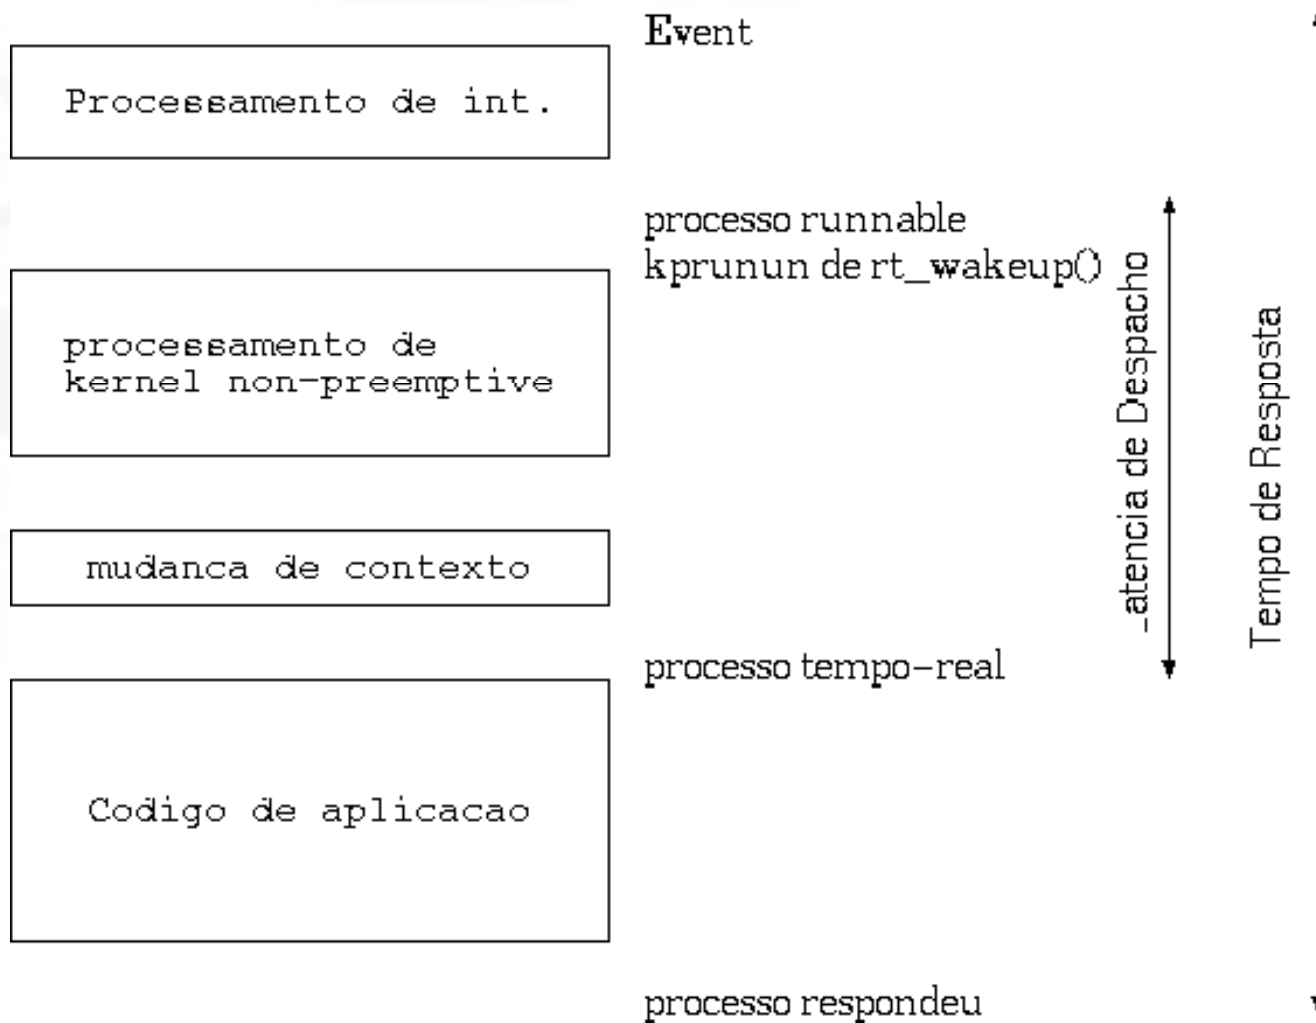 Event
Processamento de int.
processo runnable
kprunun de rt_wakeup()
processamento de
kernel non-preemptive
mudanca de contexto
processo tempo-real
Codigo de aplicacao
processo respondeu
_atencia de Despacho
Tempo de Resposta